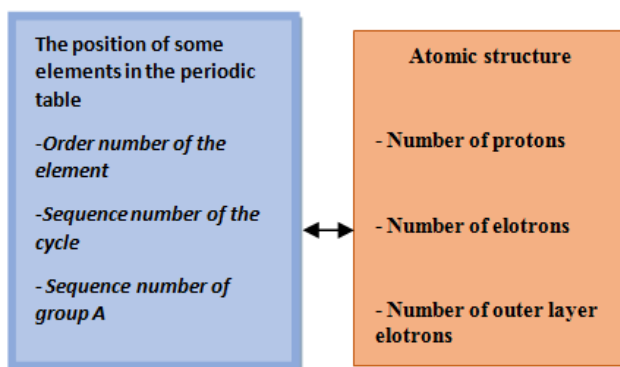 The position of some
elements in the periodic
table
-Order number of the
element
-Sequence number of the
cycle
- Sequence number of
group A
Atomic structure
- Number of protons
- Number of elotrons
- Number of outer layer
elotrons